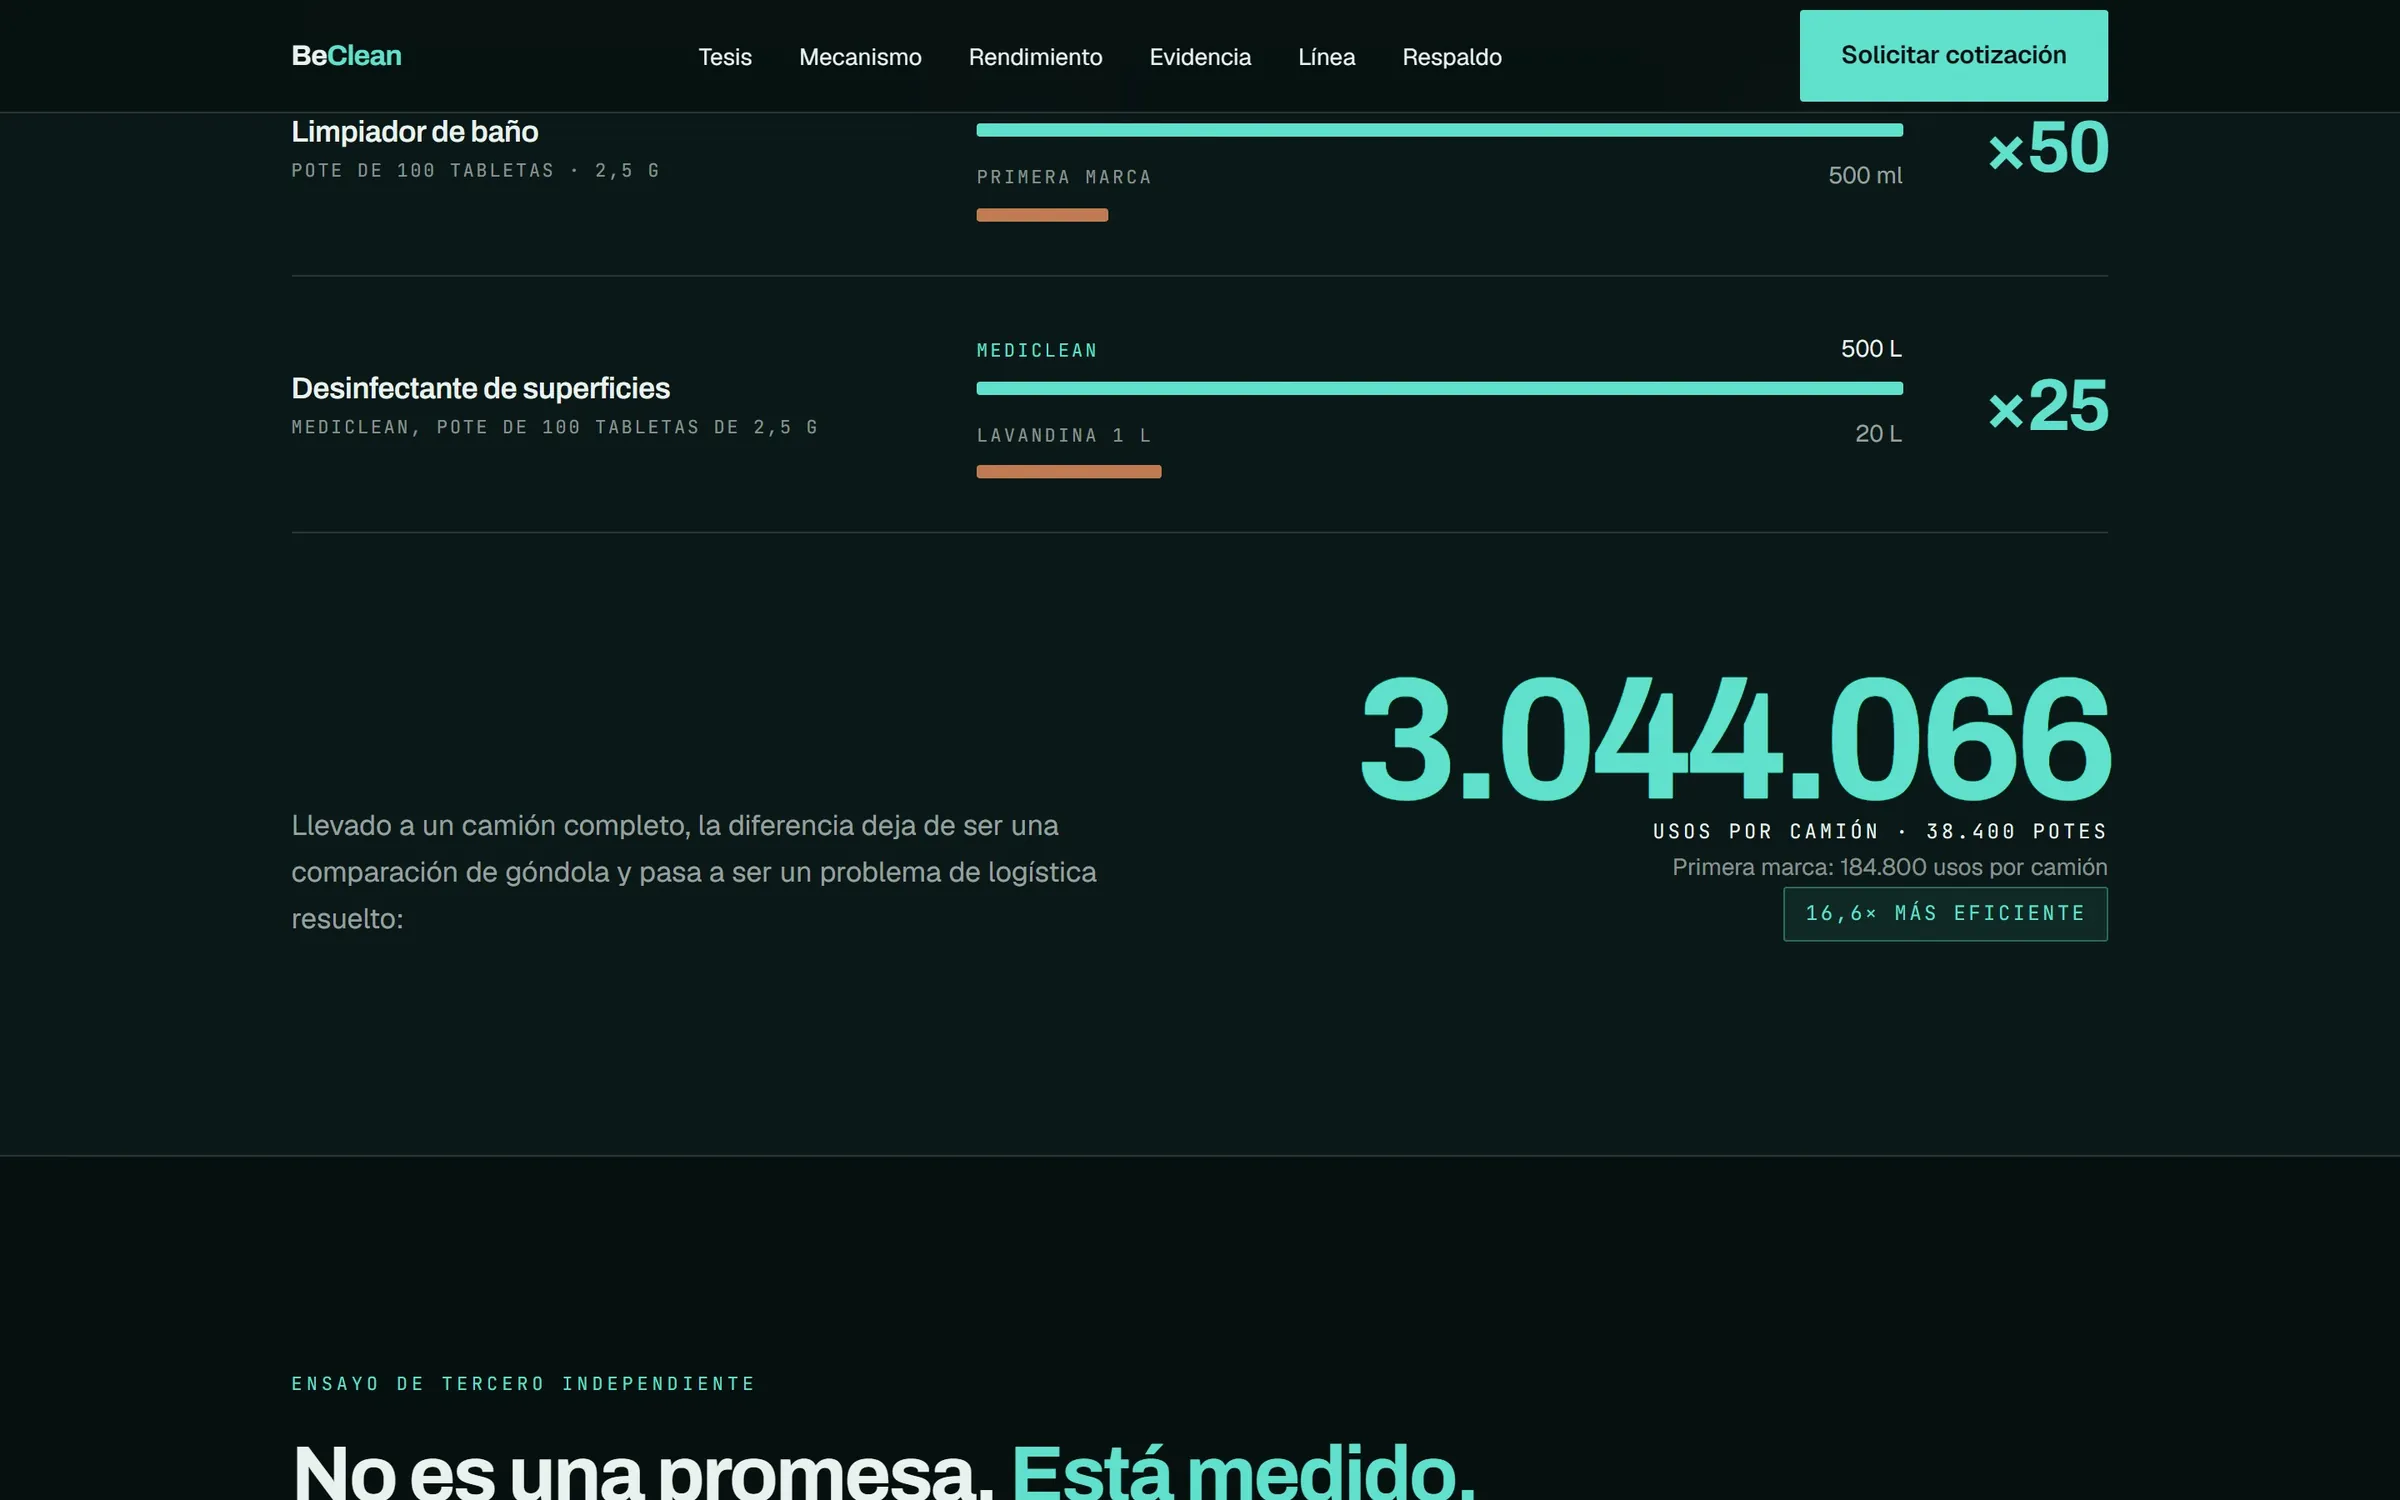 BeClean
Tesis
Mecanismo
Rendimiento
Evidencia
Línea
Respaldo
Solicitar cotización
Limpiador de baño
POTE DE 100 TABLETAS · 2,5 G
PRIMERA MARCA
500 ml
×50
Desinfectante de superficies
MEDICLEAN, POTE DE 100 TABLETAS DE 2,5 G
MEDICLEAN
500 L
LAVANDINA 1 L
20 L
×25
Llevado a un camión completo, la diferencia deja de ser una
comparación de góndola y pasa a ser un problema de logística
resuelto:
3.044.066
USOS POR CAMIÓN · 38.400 POTES
Primera marca: 184.800 usos por camión
16,6× MÁS EFICIENTE
ENSAYO DE TERCERO INDEPENDIENTE
No es una promesa. Está medido.